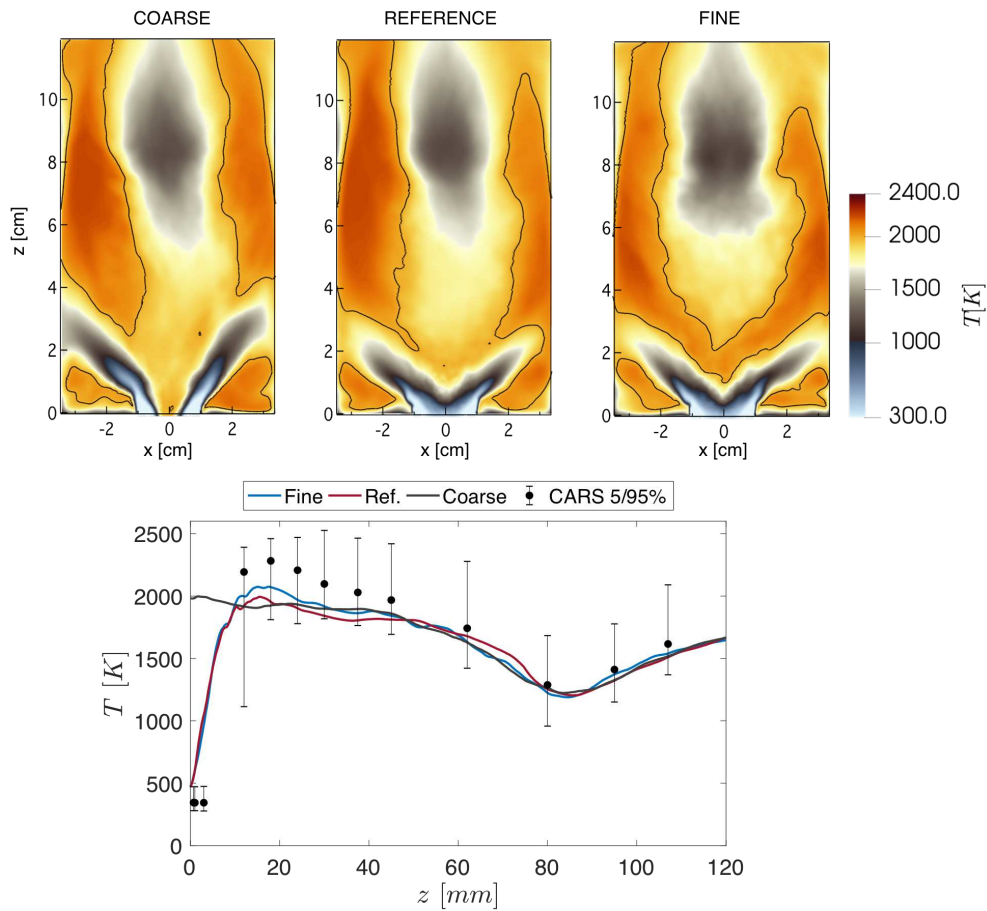 COARSE REFERENCE FINE
10 10 10
8 8 8
6 6 6
4 4 4
2 2 2
0 0 0
-2 0 2 -2 0 2 -2 0 2
x [cm] x [cm] x [cm]
z [cm]
2400.0
2000
1500
1000
300.0
T[K]
Fine Ref. Coarse CARS 5/95%
2500
2000
1500
1000
500
0
T [K]
0 20 40 60 80 100 120
z [mm]